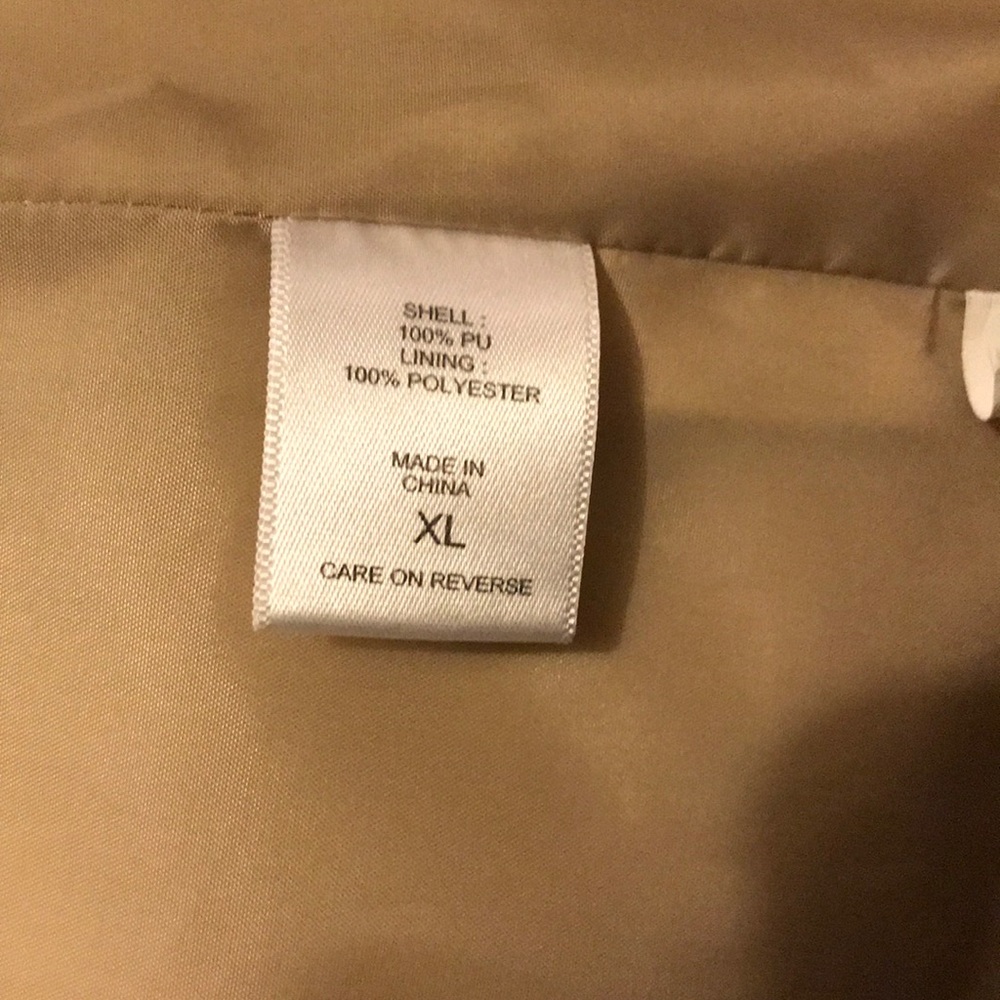 SHELL :
100% PU
LINING :
100% POLYESTER
MADE IN
CHINA
XL
CARE ON REVERSE